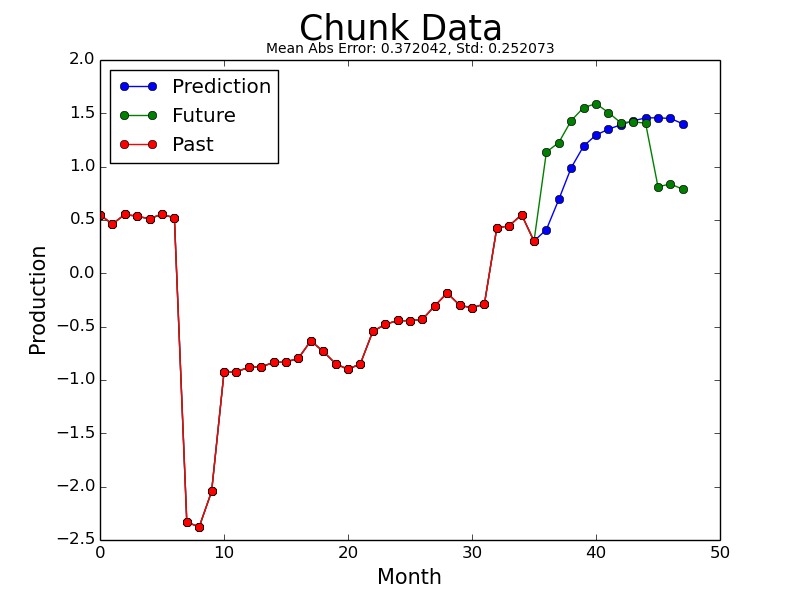 Chunk Data
Mean Abs Error: 0.372042, Std: 0.252073
2.0
1.5
1.0
0.5
0.0
−0.5
−1.0
−1.5
−2.0
−2.5
Production
Prediction
Future
Past
0 10 20 30 40 50
Month